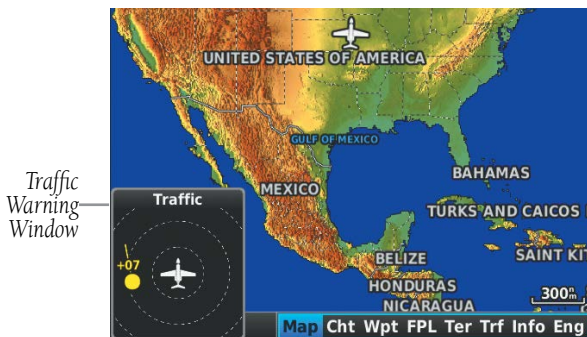 UNITED STATES OF AMERICA
GULF OF MEXICO
BAHAMAS
MEXICO
TURKS AND CAICOS
SAINT KI
BELIZE
HONDURAS
NICARAGUA
300nm
Traffic
Warning
Window
Traffic
+07
Map Cht Wpt FPL Ter Trf Info Eng